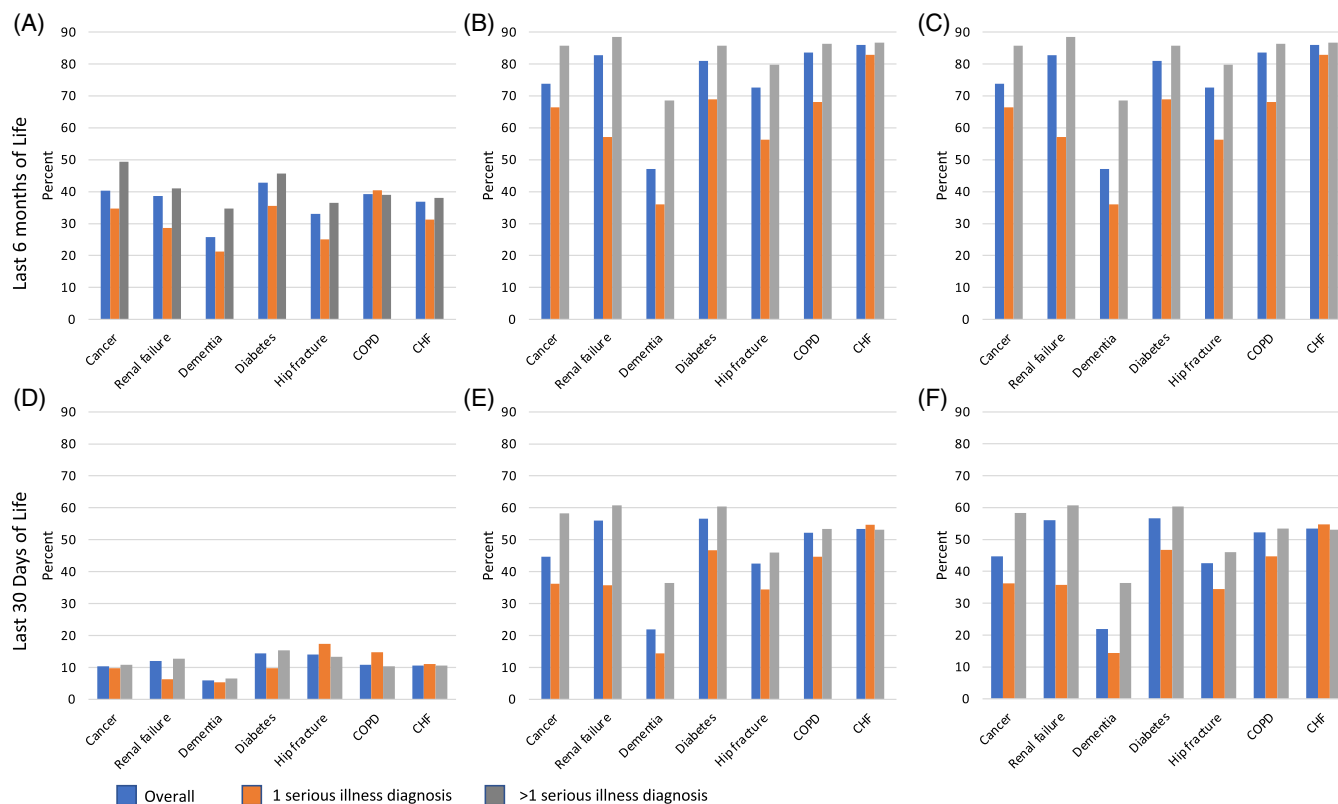 (A)
Last 6 months of Life
Percent
90
80
70
60
50
40
30
20
10
0
Cancer
Renal failure
Dementia
Diabetes
Hip fracture
COPD
CHF
(B)
Percent
90
80
70
60
50
40
30
20
10
0
Cancer
Renal failure
Dementia
Diabetes
Hip fracture
COPD
CHF
(C)
Percent
90
80
70
60
50
40
30
20
10
0
Cancer
Renal failure
Dementia
Diabetes
Hip fracture
COPD
CHF
(D)
Last 30 Days of Life
Percent
90
80
70
60
50
40
30
20
10
0
Cancer
Renal failure
Dementia
Diabetes
Hip fracture
COPD
CHF
(E)
Percent
90
80
70
60
50
40
30
20
10
0
Cancer
Renal failure
Dementia
Diabetes
Hip fracture
COPD
CHF
(F)
Percent
90
80
70
60
50
40
30
20
10
0
Cancer
Renal failure
Dementia
Diabetes
Hip fracture
COPD
CHF
Overall
1 serious illness diagnosis
>1 serious illness diagnosis